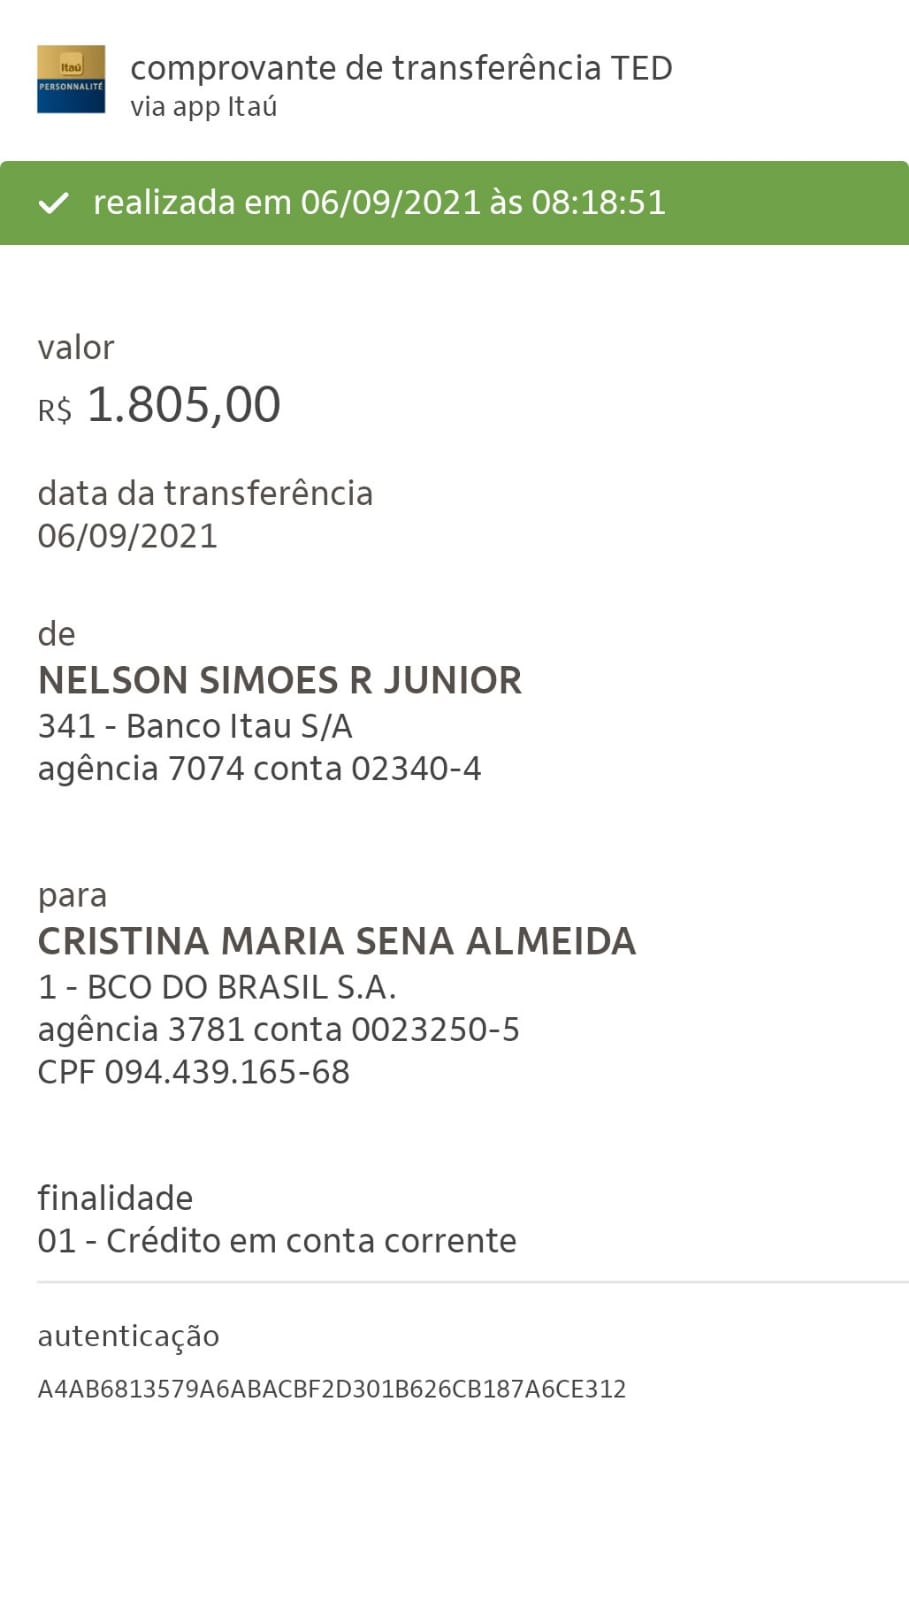 Itaú
PERSONNALITÉ
comprovante de transferência TED
via app Itaú
realizada em 06/09/2021 às 08:18:51
valor
R$ 1.805,00
data da transferência
06/09/2021
de
NELSON SIMOES R JUNIOR
341 - Banco Itau S/A
agência 7074 conta 02340-4
para
CRISTINA MARIA SENA ALMEIDA
1 - BCO DO BRASIL S.A.
agência 3781 conta 0023250-5
CPF 094.439.165-68
finalidade
01 - Crédito em conta corrente
autenticação
A4AB6813579A6ABACBF2D301B626CB187A6CE312